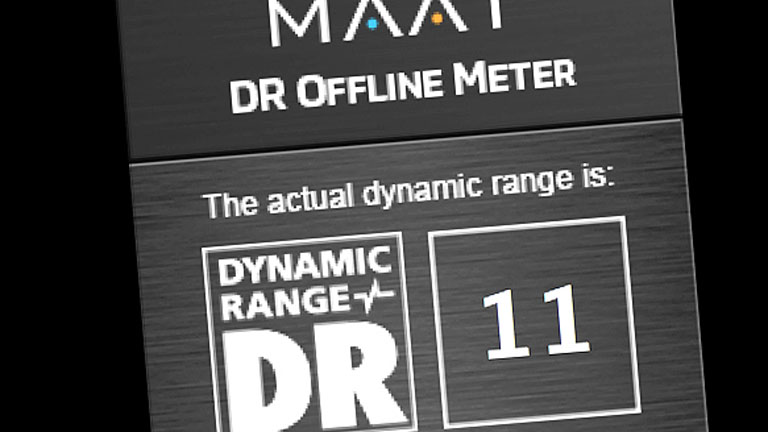 MAAT
DR OFFLINE METER
The actual dynamic range is:
DYNAMIC
RANGE
DR
11